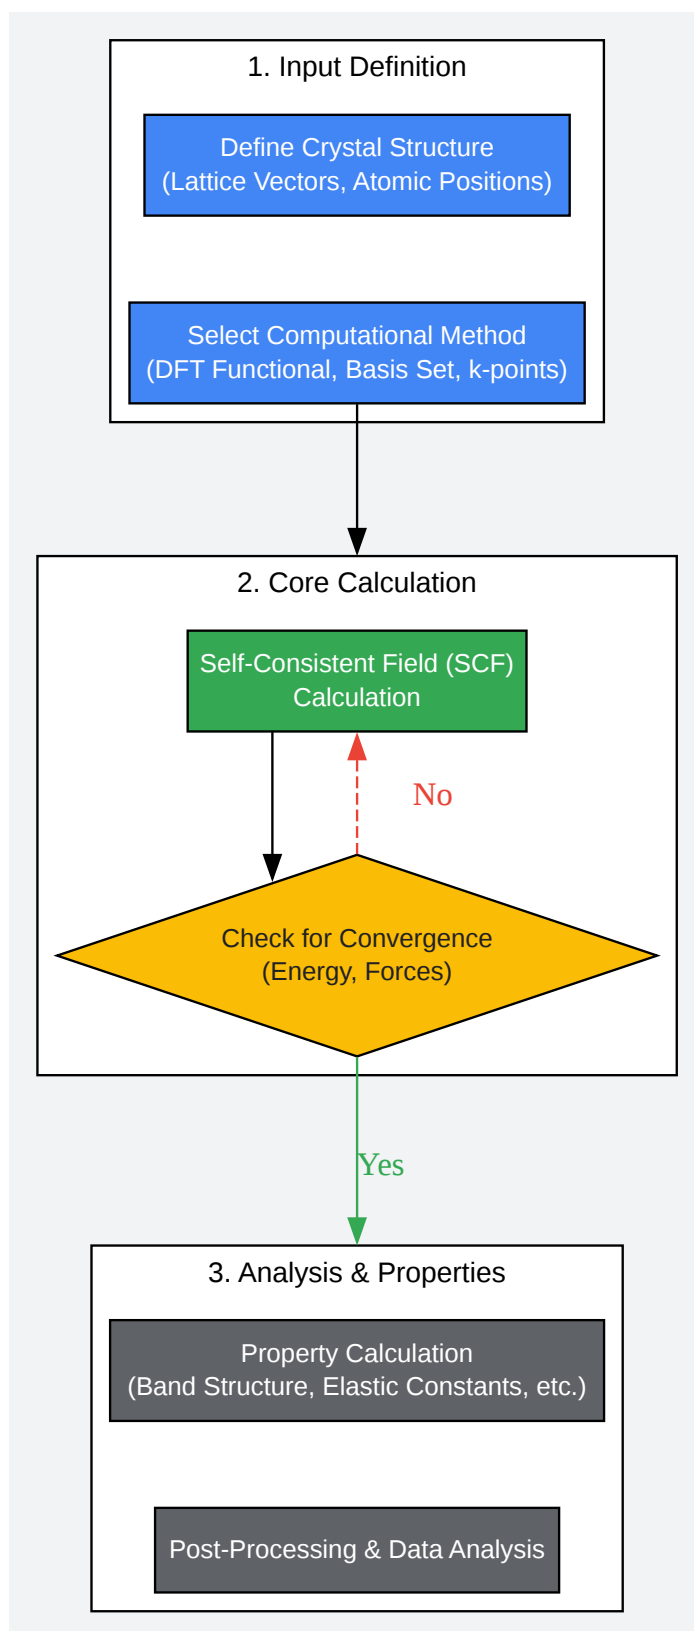 1. Input Definition
Define Crystal Structure
(Lattice Vectors, Atomic Positions)
Select Computational Method
(DFT Functional, Basis Set, k-points)
2. Core Calculation
Self-Consistent Field (SCF)
Calculation
No
Check for Convergence
(Energy, Forces)
Yes
3. Analysis & Properties
Property Calculation
(Band Structure, Elastic Constants, etc.)
Post-Processing & Data Analysis